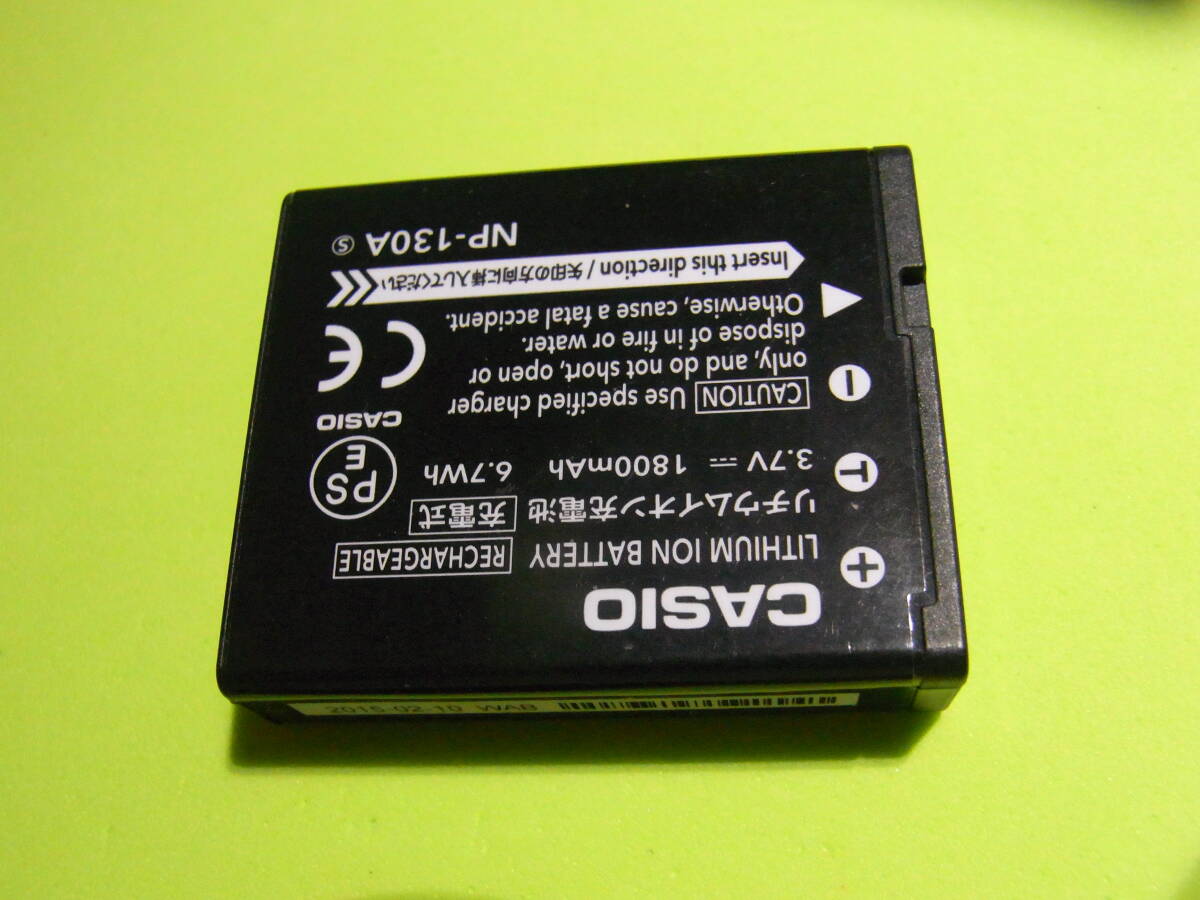 CASIO
LITHIUM ION BATTERY RECHARGEABLE
リチウムイオン充電池 充電式
3.7V 1800mAh 6.7Wh
PS
E
CASIO
CAUTION Use specified charger
only, and do not short, open or
dispose of in fire or water.
Otherwise, cause a fatal accident.
CE
Insert this direction / 矢印の方向に挿入してください
NP-130A S
+
T
−
2015-02-10 WAB